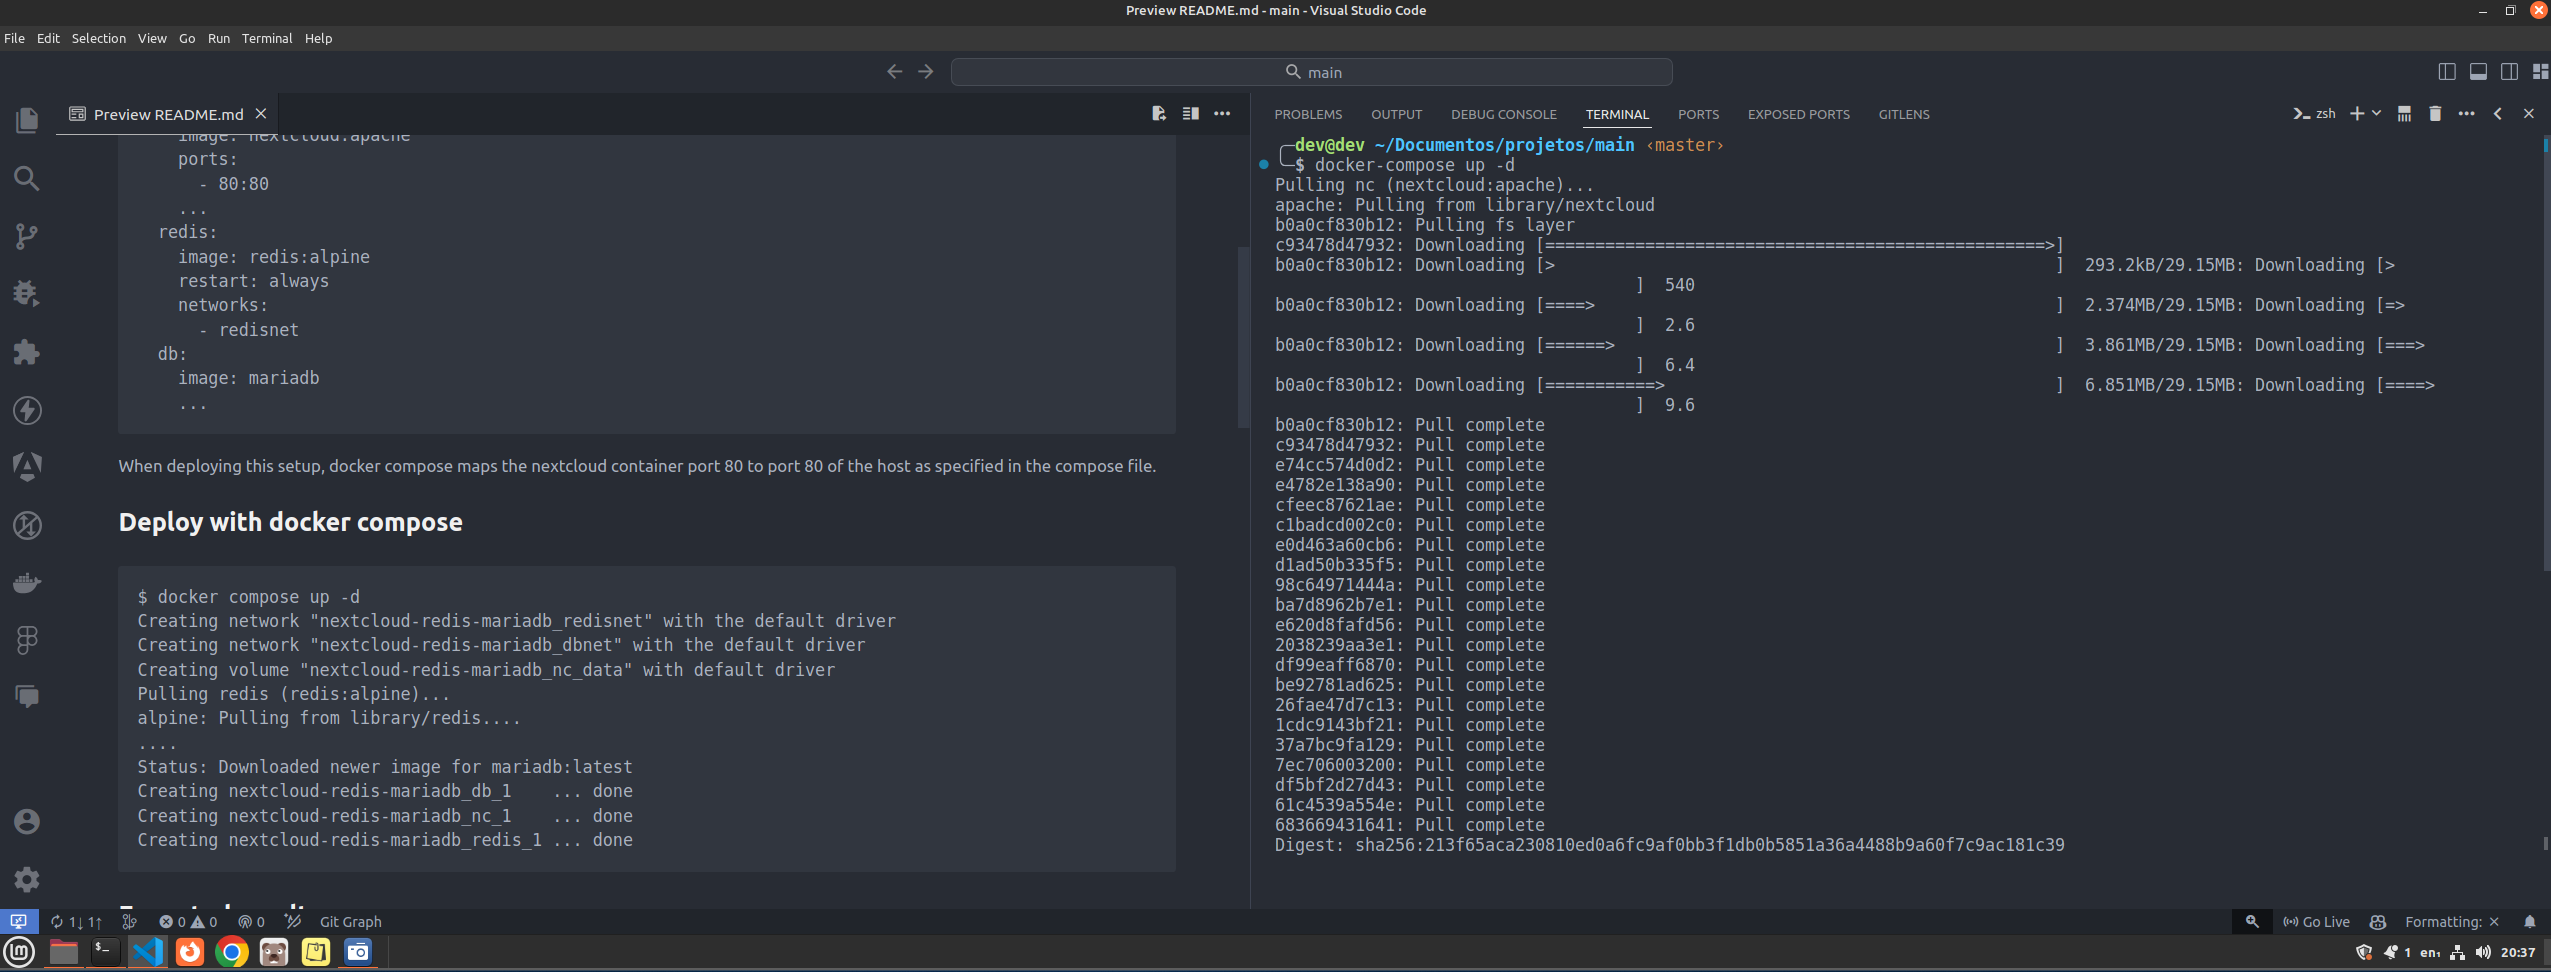 Preview README.md - main - Visual Studio Code
File Edit Selection View Go Run Terminal Help
main
Preview README.md
image: nextcloud:apache
ports:
- 80:80
...
redis:
image: redis:alpine
restart: always
networks:
- redisnet
db:
image: mariadb
...
When deploying this setup, docker compose maps the nextcloud container port 80 to port 80 of the host as specified in the compose file.
Deploy with docker compose
$ docker compose up -d
Creating network "nextcloud-redis-mariadb_redisnet" with the default driver
Creating network "nextcloud-redis-mariadb_dbnet" with the default driver
Creating volume "nextcloud-redis-mariadb_nc_data" with default driver
Pulling redis (redis:alpine)...
alpine: Pulling from library/redis....
....
Status: Downloaded newer image for mariadb:latest
Creating nextcloud-redis-mariadb_db_1    ... done
Creating nextcloud-redis-mariadb_nc_1    ... done
Creating nextcloud-redis-mariadb_redis_1 ... done
PROBLEMS OUTPUT DEBUG CONSOLE TERMINAL PORTS EXPOSED PORTS GITLENS
zsh
dev@dev ~/Documentos/projetos/main ‹master›
$ docker-compose up -d
Pulling nc (nextcloud:apache)...
apache: Pulling from library/nextcloud
b0a0cf830b12: Pulling fs layer
c93478d47932: Downloading [==================================================>]
b0a0cf830b12: Downloading [>                                                  ]  293.2kB/29.15MB: Downloading [>
]  540
b0a0cf830b12: Downloading [====>                                              ]  2.374MB/29.15MB: Downloading [=>
]  2.6
b0a0cf830b12: Downloading [======>                                            ]  3.861MB/29.15MB: Downloading [===>
]  6.4
b0a0cf830b12: Downloading [===========>                                       ]  6.851MB/29.15MB: Downloading [====>
]  9.6
b0a0cf830b12: Pull complete
c93478d47932: Pull complete
e74cc574d0d2: Pull complete
e4782e138a90: Pull complete
cfeec87621ae: Pull complete
c1badcd002c0: Pull complete
e0d463a60cb6: Pull complete
d1ad50b335f5: Pull complete
98c64971444a: Pull complete
ba7d8962b7e1: Pull complete
e620d8fafd56: Pull complete
2038239aa3e1: Pull complete
df99eaff6870: Pull complete
be92781ad625: Pull complete
26fae47d7c13: Pull complete
1cdc9143bf21: Pull complete
37a7bc9fa129: Pull complete
7ec706003200: Pull complete
df5bf2d27d43: Pull complete
61c4539a554e: Pull complete
683669431641: Pull complete
Digest: sha256:213f65aca230810ed0a6fc9af0bb3f1db0b5851a36a4488b9a60f7c9ac181c39
1↓ 1↑ 0 0 0 Git Graph
Go Live Formatting: ×
1 en₁ 20:37